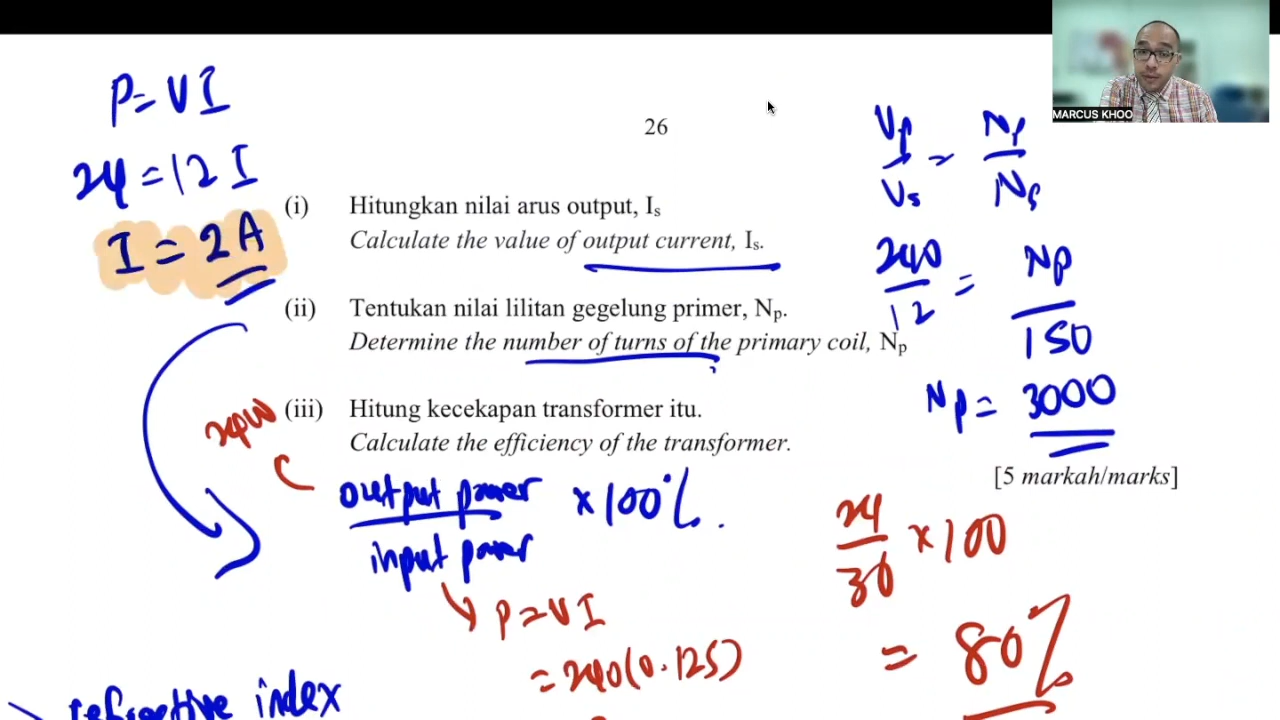 MARCUS KHOO
26
P = VI
24 = 12 I
I = 2A
(i) Hitungkan nilai arus output, Is
Calculate the value of output current, Is.
(ii) Tentukan nilai lilitan gegelung primer, Np.
Determine the number of turns of the primary coil, Np
(iii) Hitung kecekapan transformer itu.
Calculate the efficiency of the transformer.
[5 markah/marks]
Vp/Vs = Np/Ns
240/12 = Np/150
Np = 3000
24W
output power/input power × 100%.
P = VI
= 240(0.125)
24/30 × 100
= 80%
refractive index